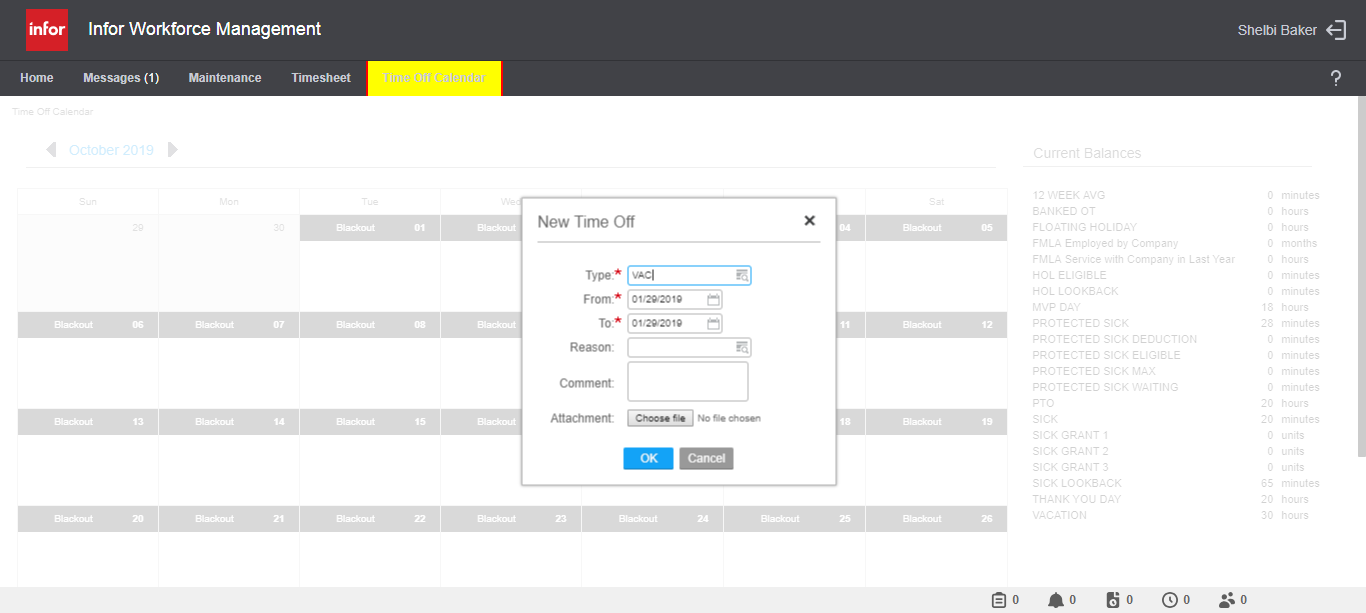 infor Infor Workforce Management Shelbi Baker
Home Messages (1) Maintenance Timesheet Time Off Calendar ?
Time Off Calendar
October 2019
Sun Mon Tue Wed Sat
29 30 Blackout 01 Blackout 04 Blackout 05
Blackout 06 Blackout 07 Blackout 08 Blackout 11 Blackout 12
Blackout 13 Blackout 14 Blackout 15 Blackout 18 Blackout 19
Blackout 20 Blackout 21 Blackout 22 Blackout 23 Blackout 24 Blackout 25 Blackout 26
New Time Off
Type:* VAC
From:* 01/29/2019
To:* 01/29/2019
Reason:
Comment:
Attachment: Choose file No file chosen
OK Cancel
Current Balances
12 WEEK AVG 0 minutes
BANKED OT 0 hours
FLOATING HOLIDAY 0 hours
FMLA Employed by Company 0 months
FMLA Service with Company in Last Year 0 hours
HOL ELIGIBLE 0 minutes
HOL LOOKBACK 0 minutes
MVP DAY 18 hours
PROTECTED SICK 28 minutes
PROTECTED SICK DEDUCTION 0 minutes
PROTECTED SICK ELIGIBLE 0 minutes
PROTECTED SICK MAX 0 minutes
PROTECTED SICK WAITING 0 minutes
PTO 20 hours
SICK 20 minutes
SICK GRANT 1 0 units
SICK GRANT 2 0 units
SICK GRANT 3 0 units
SICK LOOKBACK 65 minutes
THANK YOU DAY 20 hours
VACATION 30 hours
0 0 0 0 0